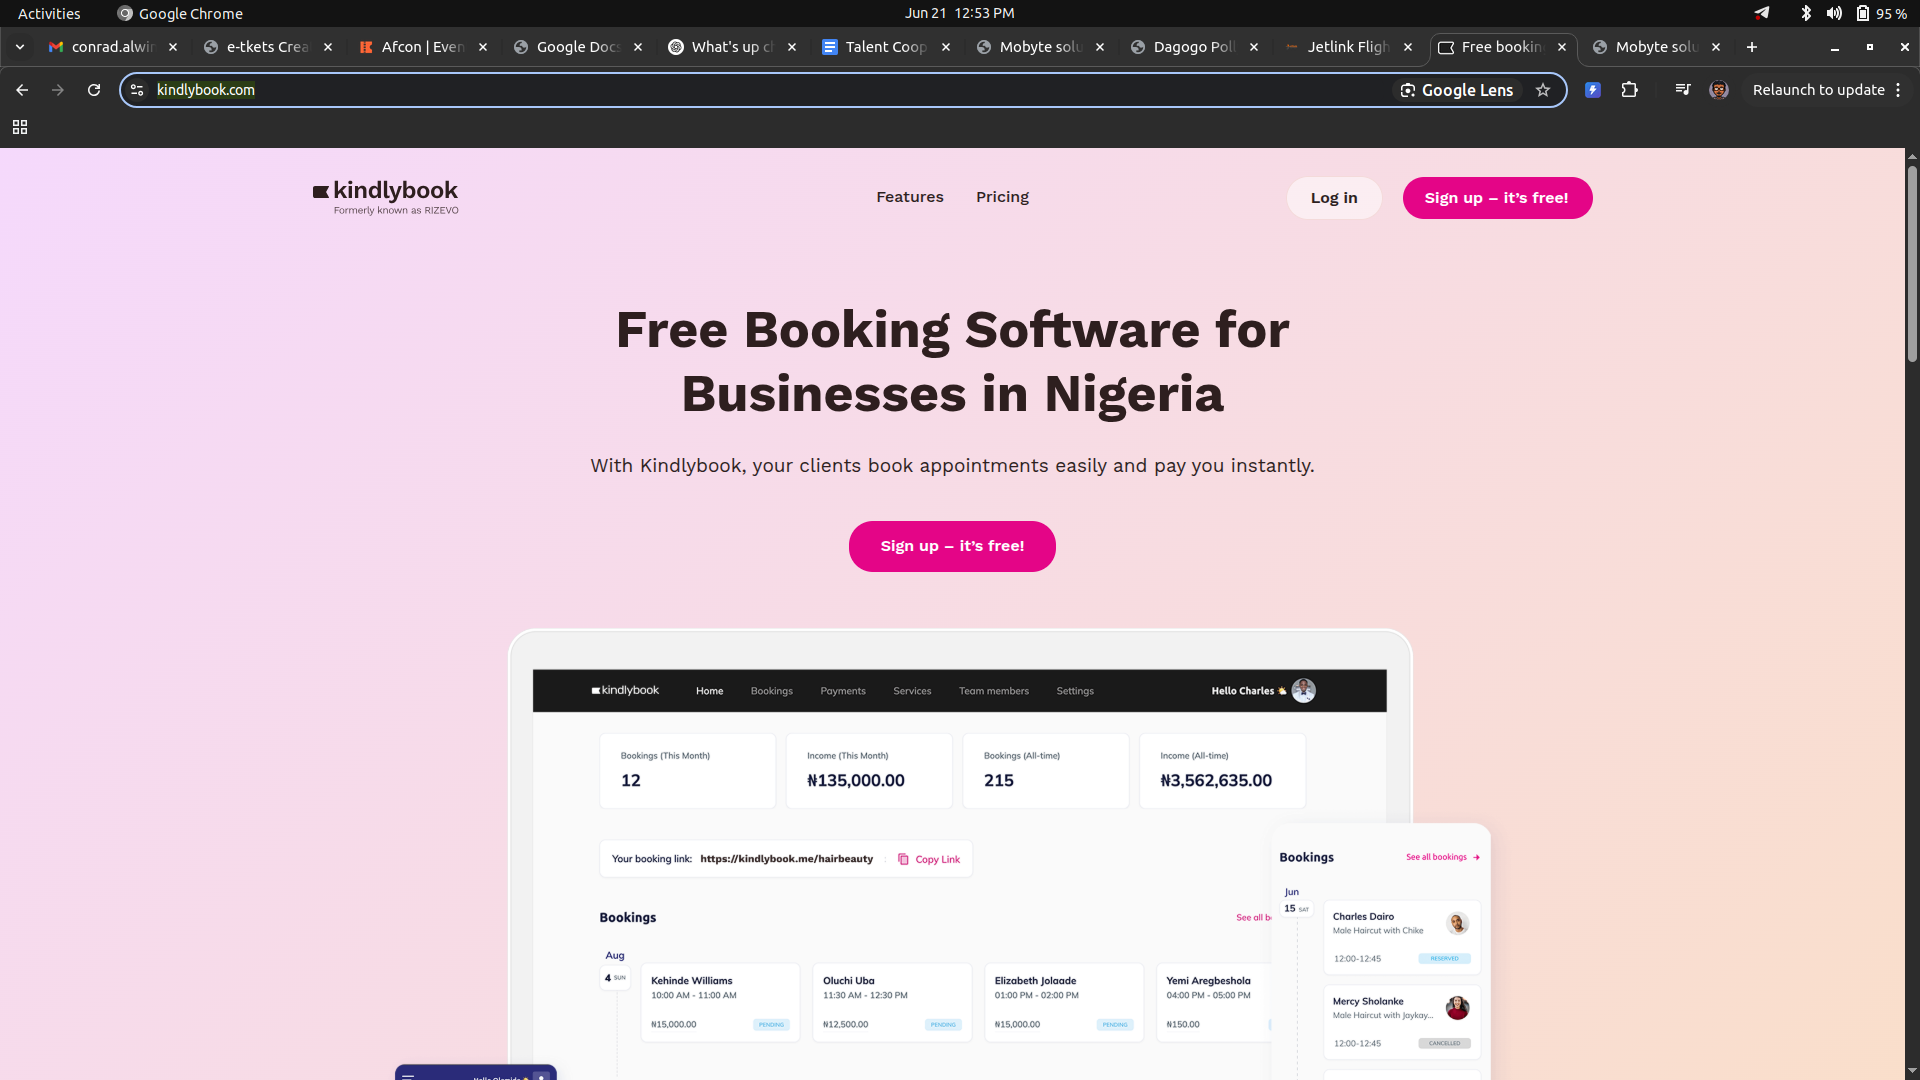 Activities
Google Chrome
Jun 21 12:53 PM
95 %
conrad.alwin
e-tkets Crea
Afcon | Even
Google Docs
What's up ch
Talent Coop
Mobyte solu
Dagogo Poll
Jetlink Fligh
Free bookin
Mobyte solu
kindlybook.com
Google Lens
Relaunch to update
kindlybook
Formerly known as RIZEVO
Features
Pricing
Log in
Sign up – it's free!
Free Booking Software for
Businesses in Nigeria
With Kindlybook, your clients book appointments easily and pay you instantly.
Sign up – it's free!
kindlybook
Home
Bookings
Payments
Services
Team members
Settings
Hello Charles
Bookings (This Month)
12
Income (This Month)
₦135,000.00
Bookings (All-time)
215
Income (All-time)
₦3,562,635.00
Your booking link: https://kindlybook.me/hairbeauty
Copy Link
Bookings
See all b
Aug
4 SUN
Kehinde Williams
10:00 AM - 11:00 AM
₦15,000.00
PENDING
Oluchi Uba
11:30 AM - 12:30 PM
₦12,500.00
PENDING
Elizabeth Jolaade
01:00 PM - 02:00 PM
₦15,000.00
PENDING
Yemi Aregbeshola
04:00 PM - 05:00 PM
₦150.00
Bookings
See all bookings
Jun
15 SAT
Charles Dairo
Male Haircut with Chike
12:00-12:45
RESERVED
Mercy Sholanke
Male Haircut with Jaykay...
12:00-12:45
CANCELLED